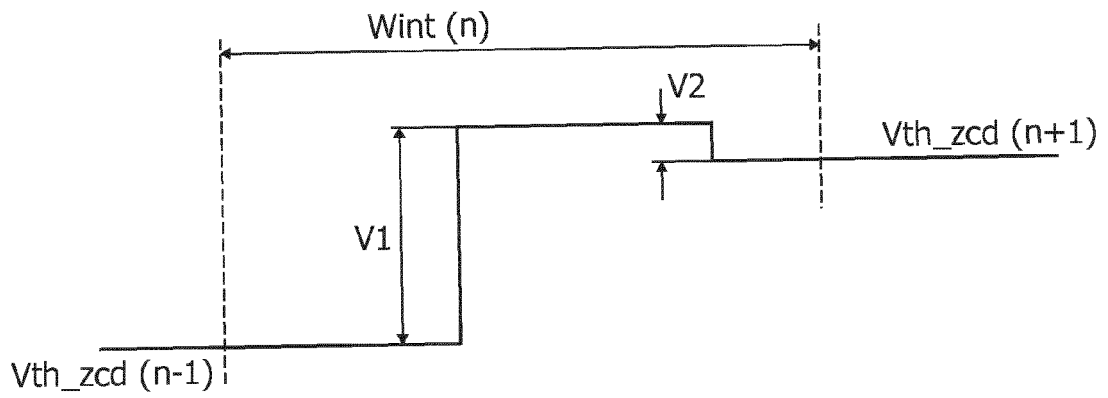 Wint (n)
V2
Vth_zcd (n+1)
V1
Vth_zcd (n-1)